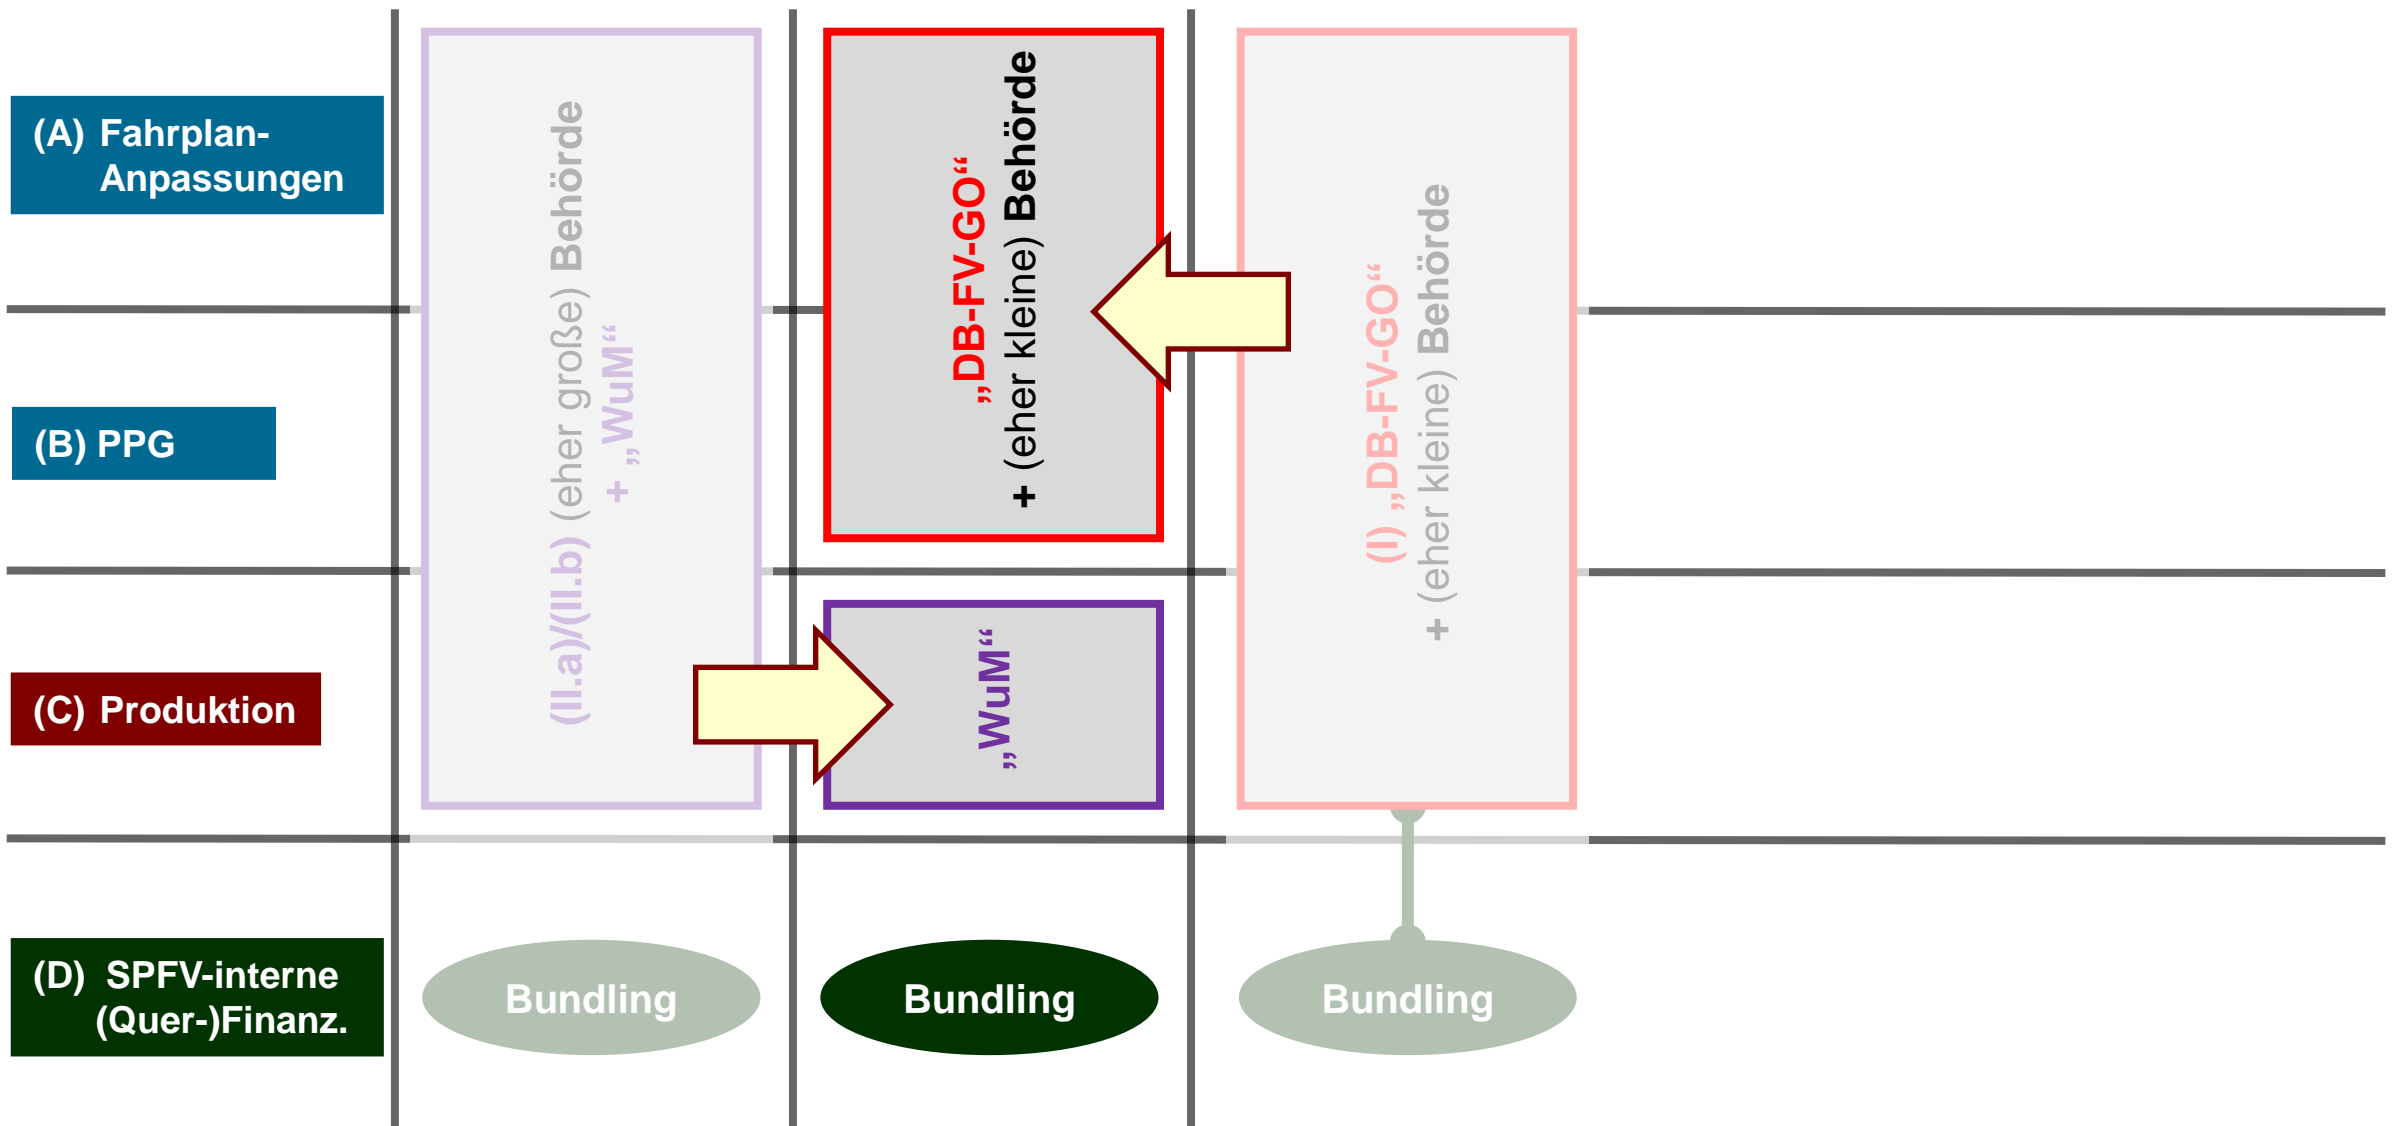 (A) Fahrplan-
Anpassungen
(B) PPG
(C) Produktion
(D) SPFV-interne
(Quer-)Finanz.
(II.a)/(II.b) (eher große) Behörde
+ „WuM“
Bundling
„DB-FV-GO“
+ (eher kleine) Behörde
„WuM“
Bundling
(I) „DB-FV-GO“
+ (eher kleine) Behörde
Bundling